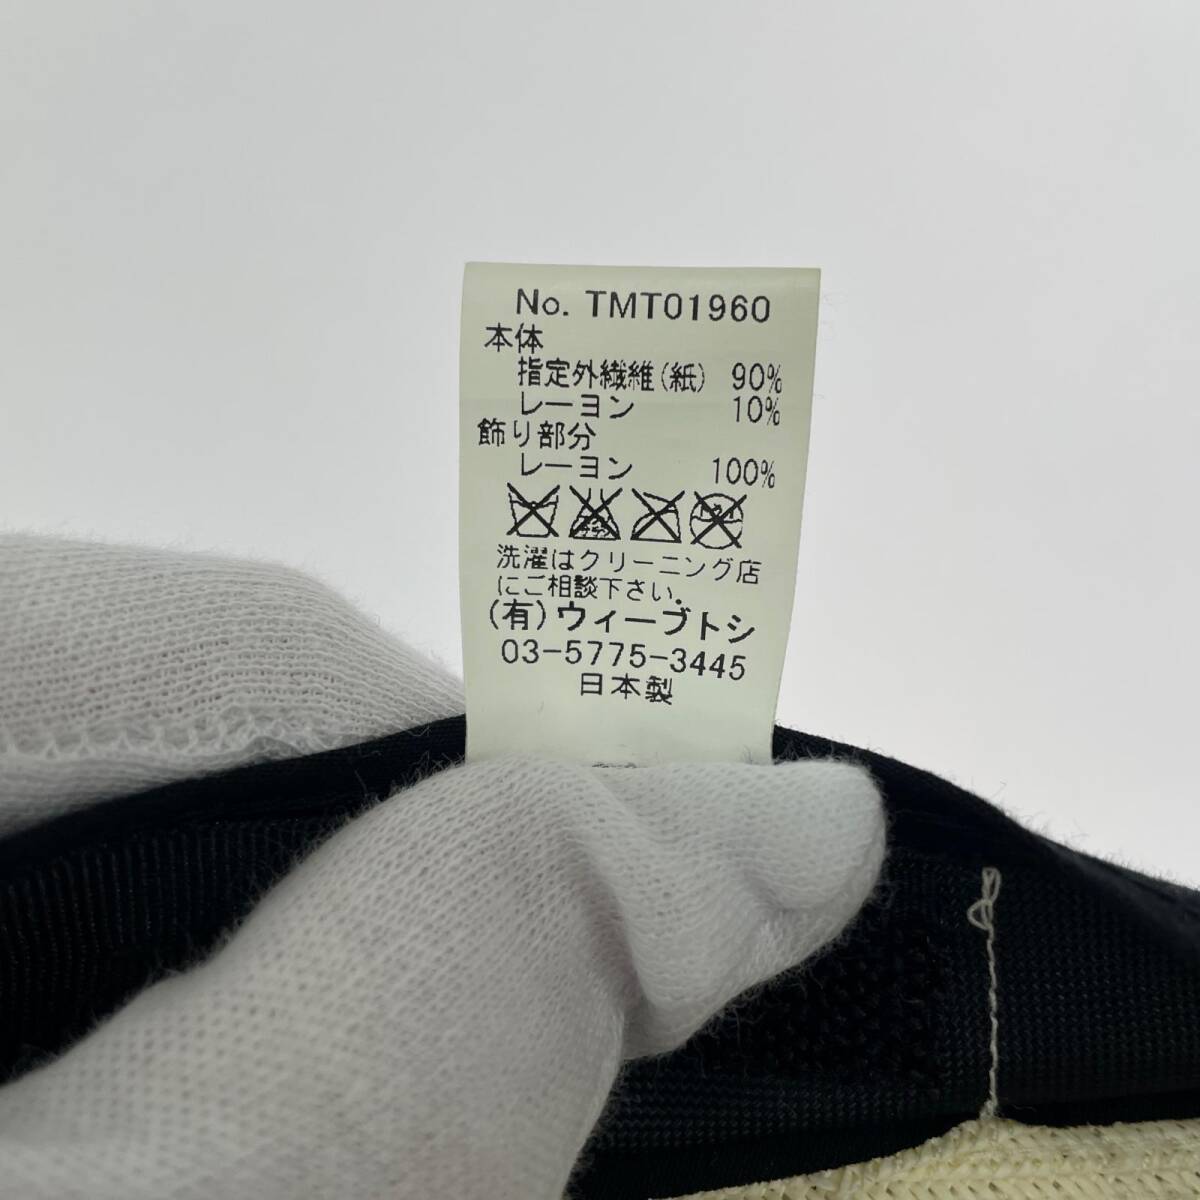 No. TMT01960
本体
指定外繊維(紙) 90%
レーヨン 10%
飾り部分
レーヨン 100%
洗濯はクリーニング店
にご相談下さい.
(有)ウィーブトシ
03-5775-3445
日本製